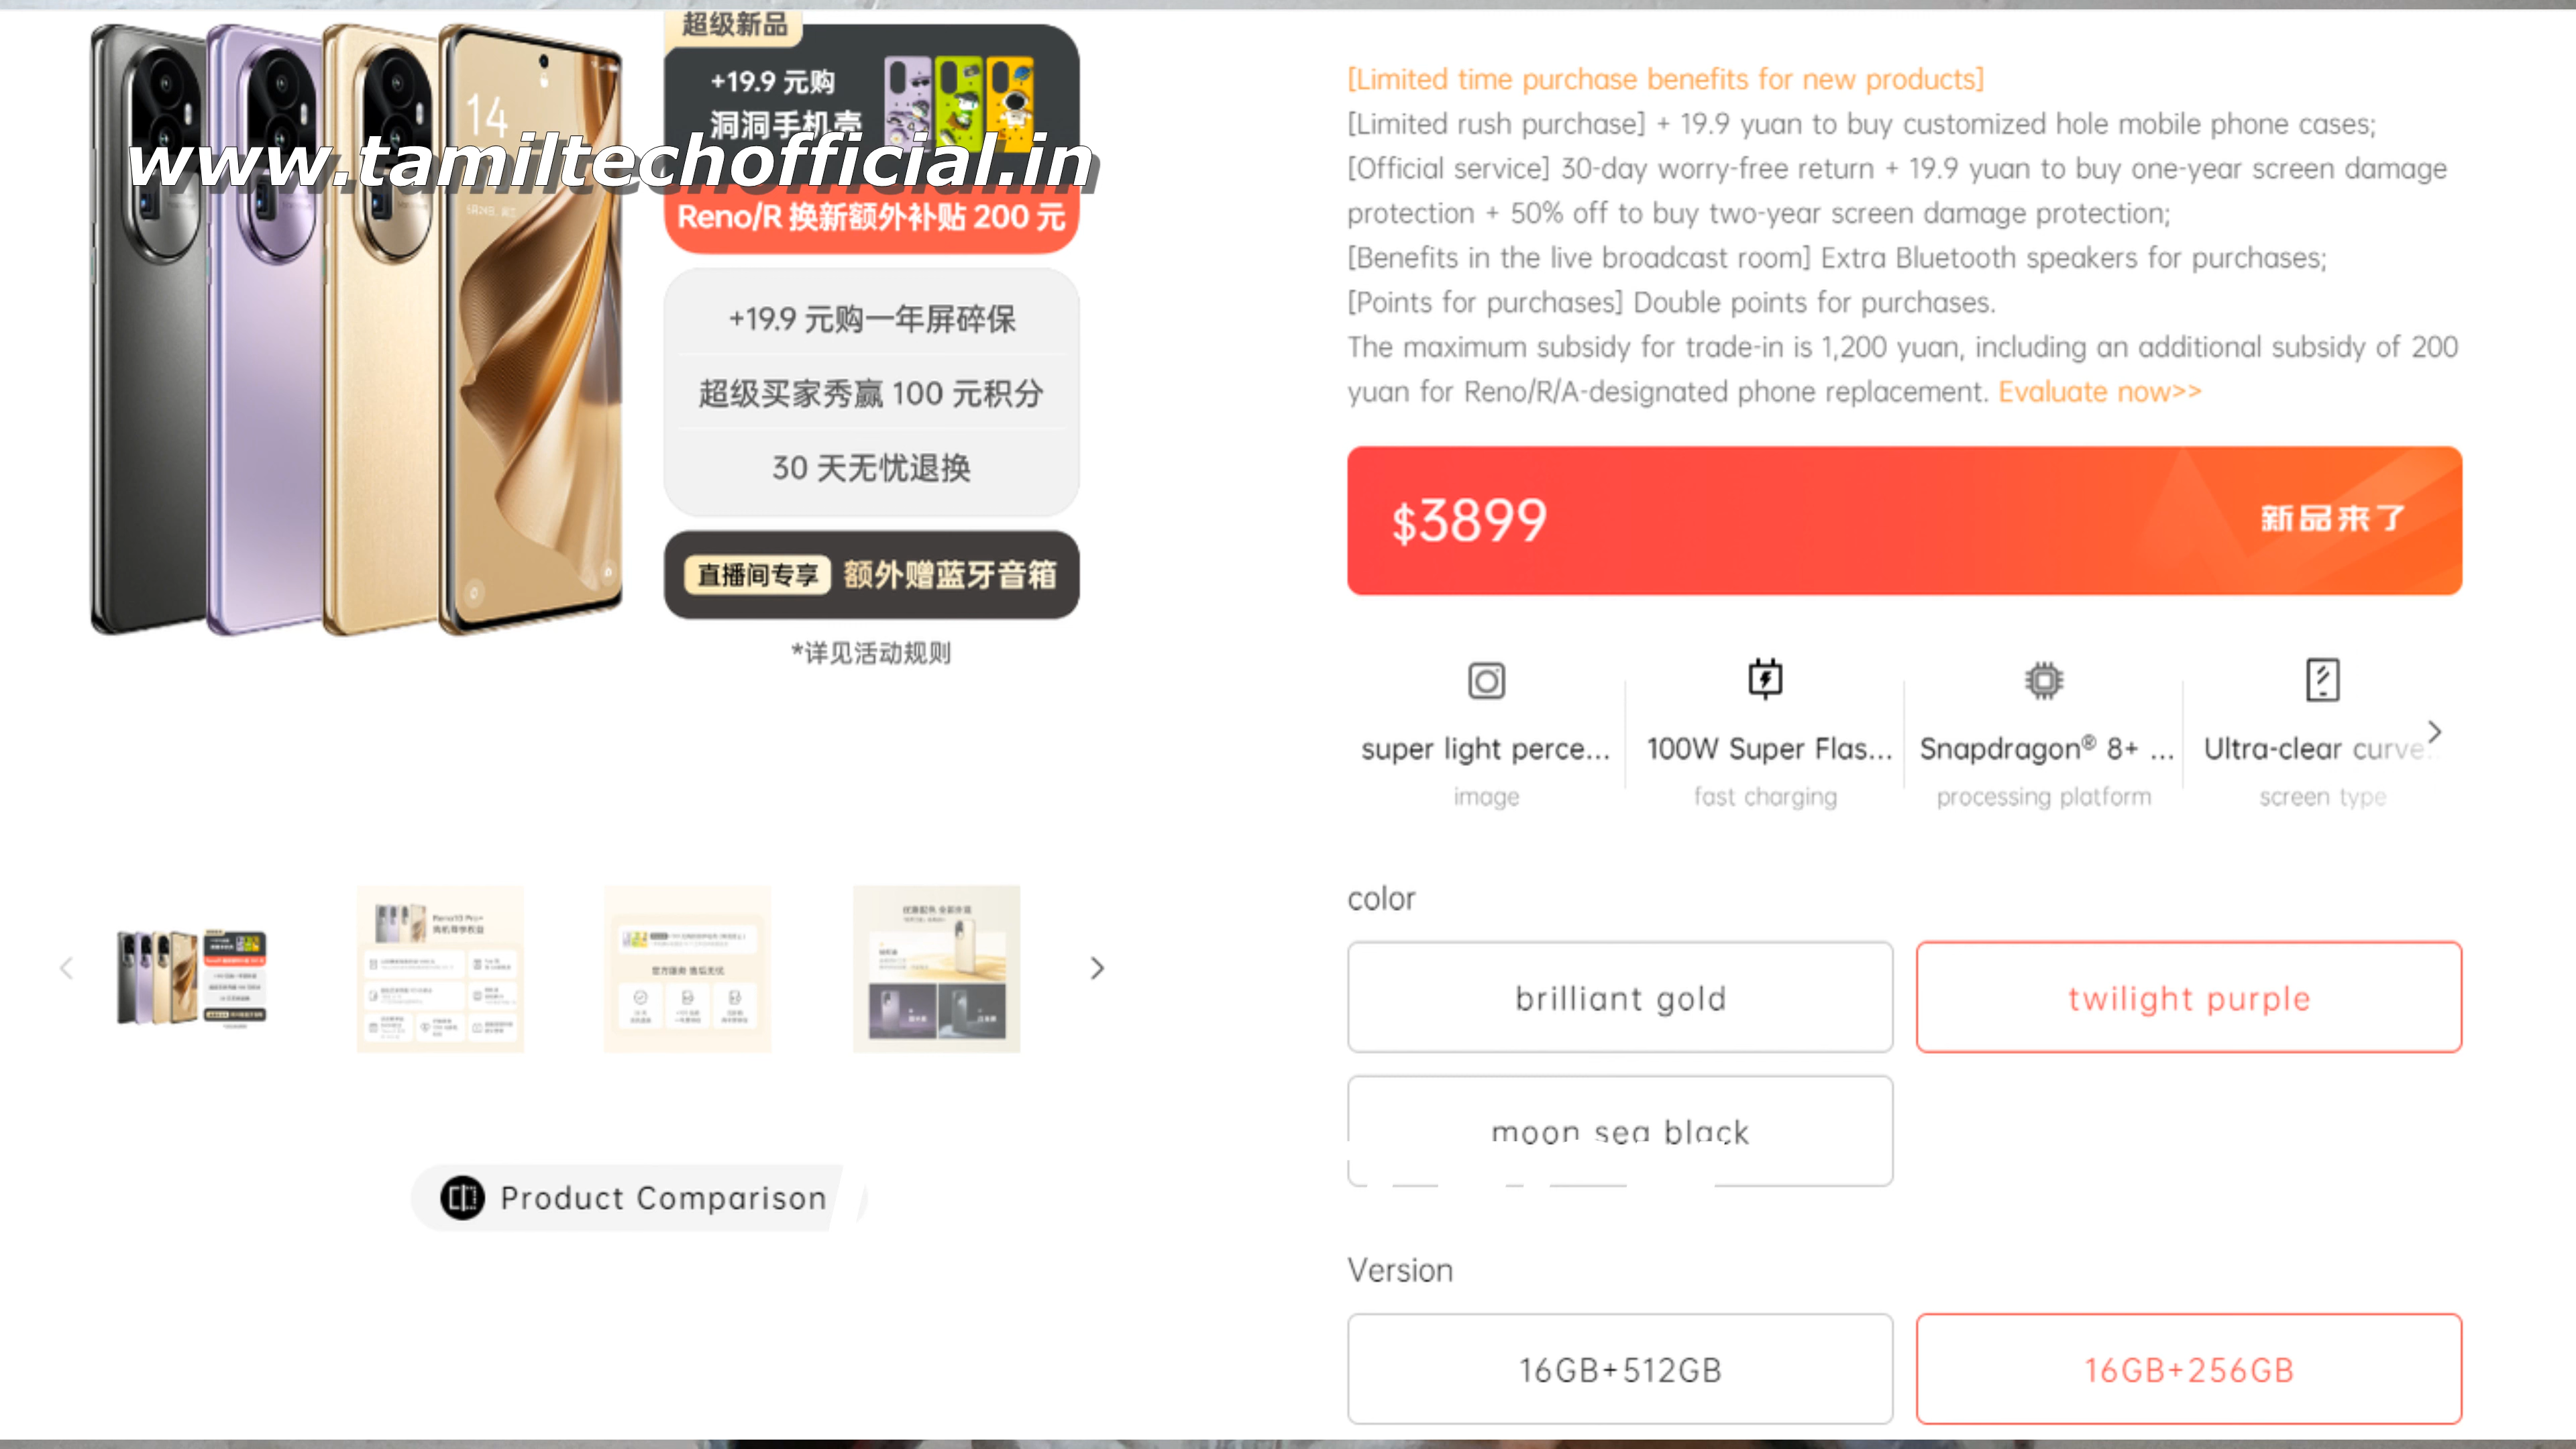 超级新品
+19.9 元购
洞洞手机壳
www.tamiltechofficial.in
Reno/R 换新额外补贴 200 元
+19.9 元购一年屏碎保
超级买家秀赢 100 元积分
30 天无忧退换
直播间专享 额外赠蓝牙音箱
*详见活动规则
14
Product Comparison
[Limited time purchase benefits for new products]
[Limited rush purchase] + 19.9 yuan to buy customized hole mobile phone cases;
[Official service] 30-day worry-free return + 19.9 yuan to buy one-year screen damage
protection + 50% off to buy two-year screen damage protection;
[Benefits in the live broadcast room] Extra Bluetooth speakers for purchases;
[Points for purchases] Double points for purchases.
The maximum subsidy for trade-in is 1,200 yuan, including an additional subsidy of 200
yuan for Reno/R/A-designated phone replacement. Evaluate now>>
$3899
新品来了
super light perce...
image
100W Super Flas...
fast charging
Snapdragon® 8+ ...
processing platform
Ultra-clear curve..
screen type
color
brilliant gold
twilight purple
moon sea black
Version
16GB+512GB
16GB+256GB